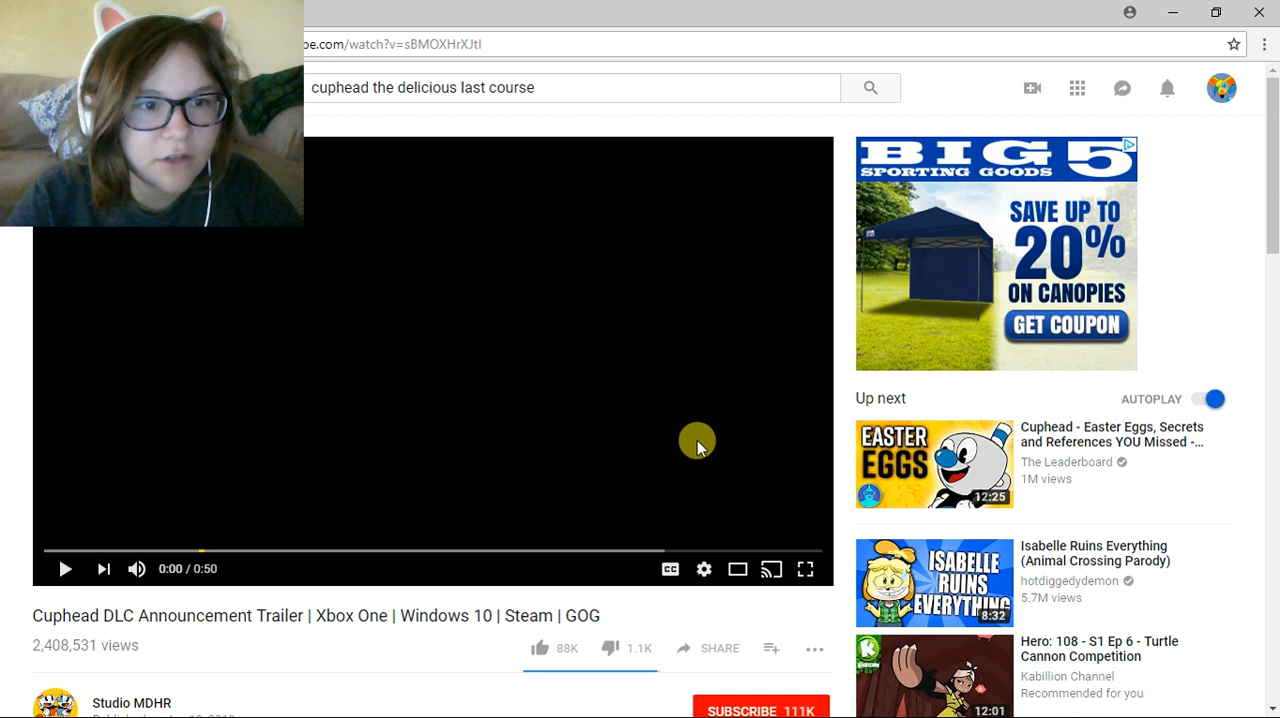 be.com/watch?v=sBMOXHrXJtI
cuphead the delicious last course
BIG 5
SPORTING GOODS
SAVE UP TO
20%
ON CANOPIES
GET COUPON
Up next
AUTOPLAY
EASTER
EGGS
12:25
Cuphead - Easter Eggs, Secrets
and References YOU Missed -...
The Leaderboard
1M views
ISABELLE
RUINS
EVERYTHING
8:32
Isabelle Ruins Everything
(Animal Crossing Parody)
hotdiggedydemon
5.7M views
12:01
Hero: 108 - S1 Ep 6 - Turtle
Cannon Competition
Kabillion Channel
Recommended for you
0:00 / 0:50
CC
Cuphead DLC Announcement Trailer | Xbox One | Windows 10 | Steam | GOG
2,408,531 views
88K
1.1K
SHARE
Studio MDHR
SUBSCRIBE 111K